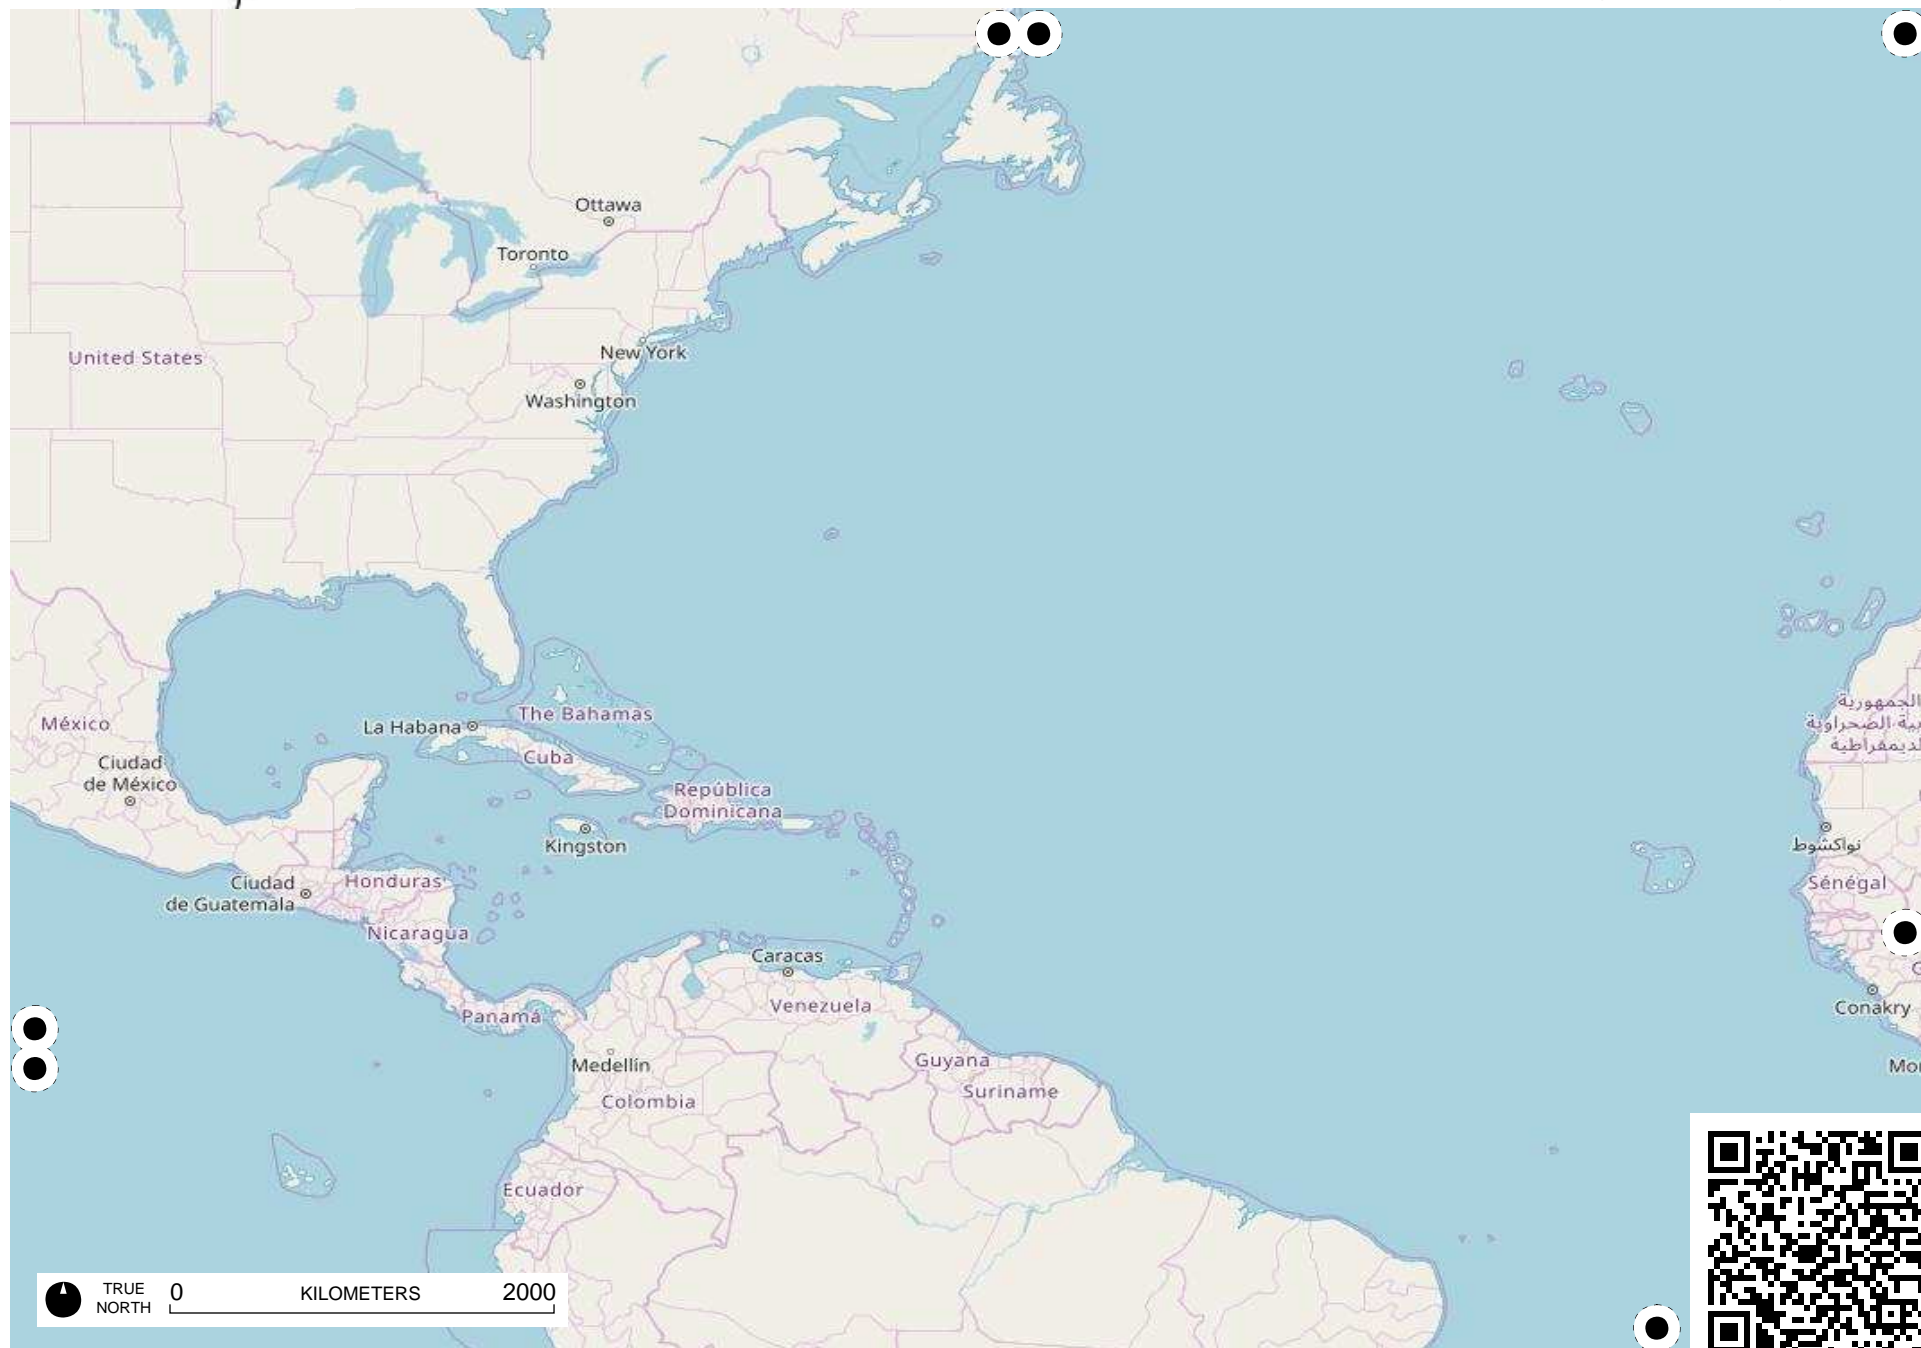 Ottawa
Toronto
United States
New York
Washington
México
La Habana
The Bahamas
Cuba
Ciudad
de México
República
Dominicana
Kingston
Ciudad
de Guatemala
Honduras
Nicaragua
Caracas
Venezuela
Panamá
Medellín
Colombia
Guyana
Suriname
Ecuador
نواكشوط
Sénégal
Conakry
TRUE
NORTH
0 KILOMETERS 2000